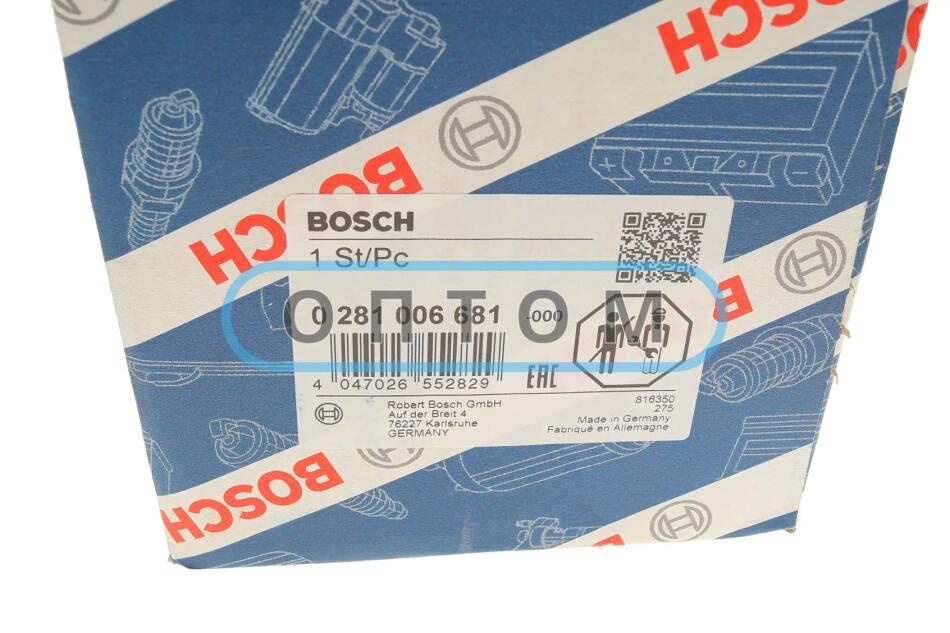 BOSCH
BOSCH
BOSCH
1 St/Pc
ОПТОМ
0 281 006 681 -000
4 047026 552829
EAC
Robert Bosch GmbH
Auf der Breit 4
76227 Karlsruhe
GERMANY
816350
275
Made in Germany
Fabriqué en Allemagne
BOSCH
BOSCH